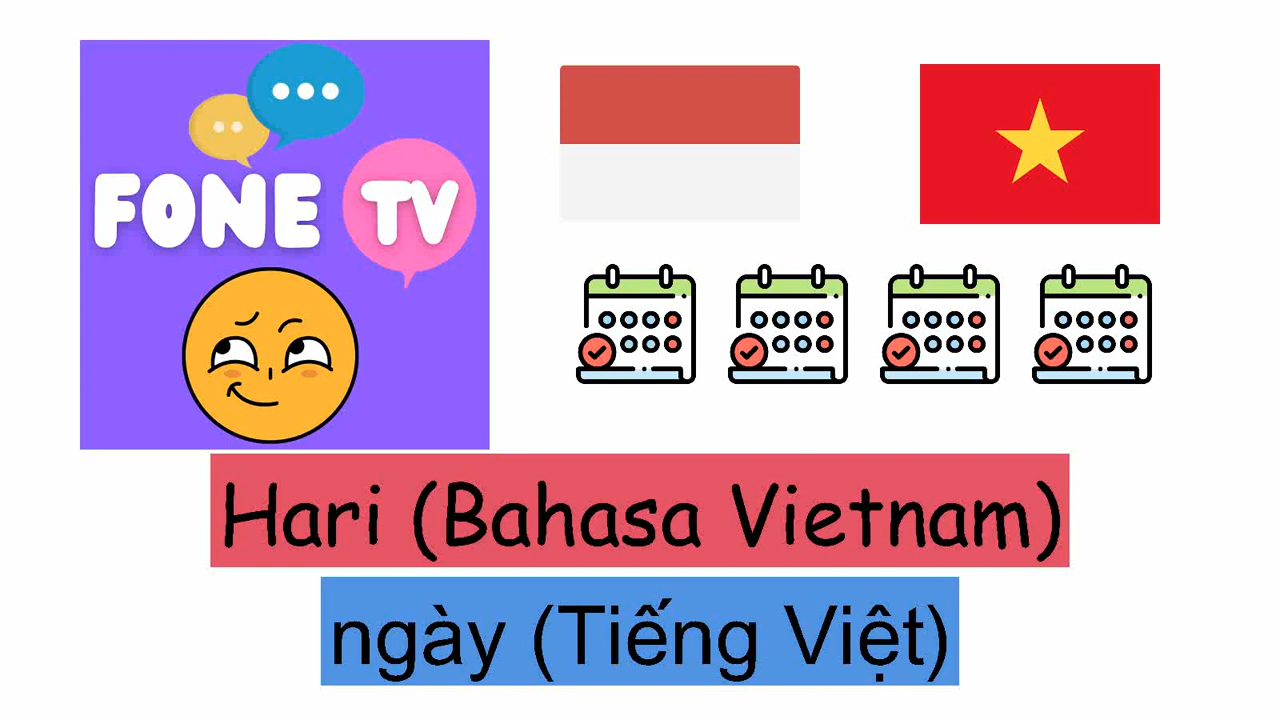 FONE TV
Hari (Bahasa Vietnam)
ngày (Tiếng Việt)